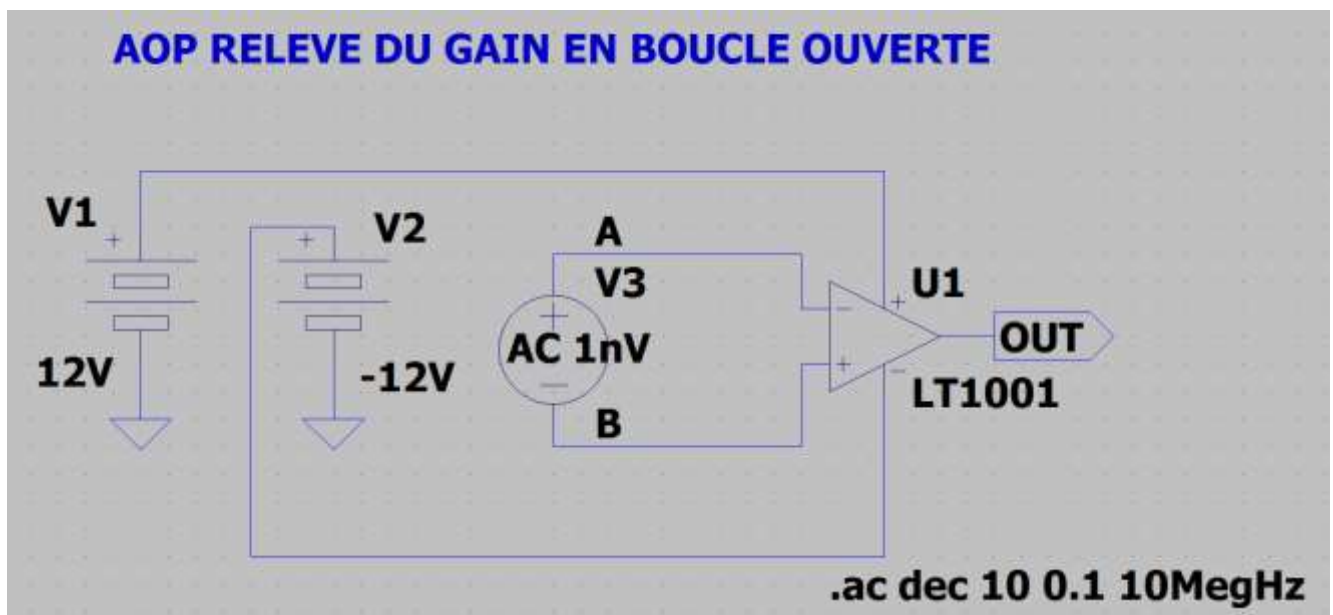 AOP RELEVE DU GAIN EN BOUCLE OUVERTE
V1
V2
A
V3
U1
AC 1nV
OUT
12V
-12V
LT1001
B
.ac dec 10 0.1 10MegHz